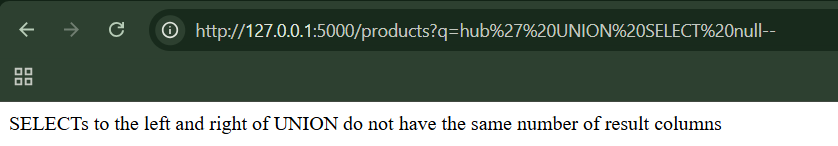 http://127.0.0.1:5000/products?q=hub%27%20UNION%20SELECT%20null--
SELECTs to the left and right of UNION do not have the same number of result columns